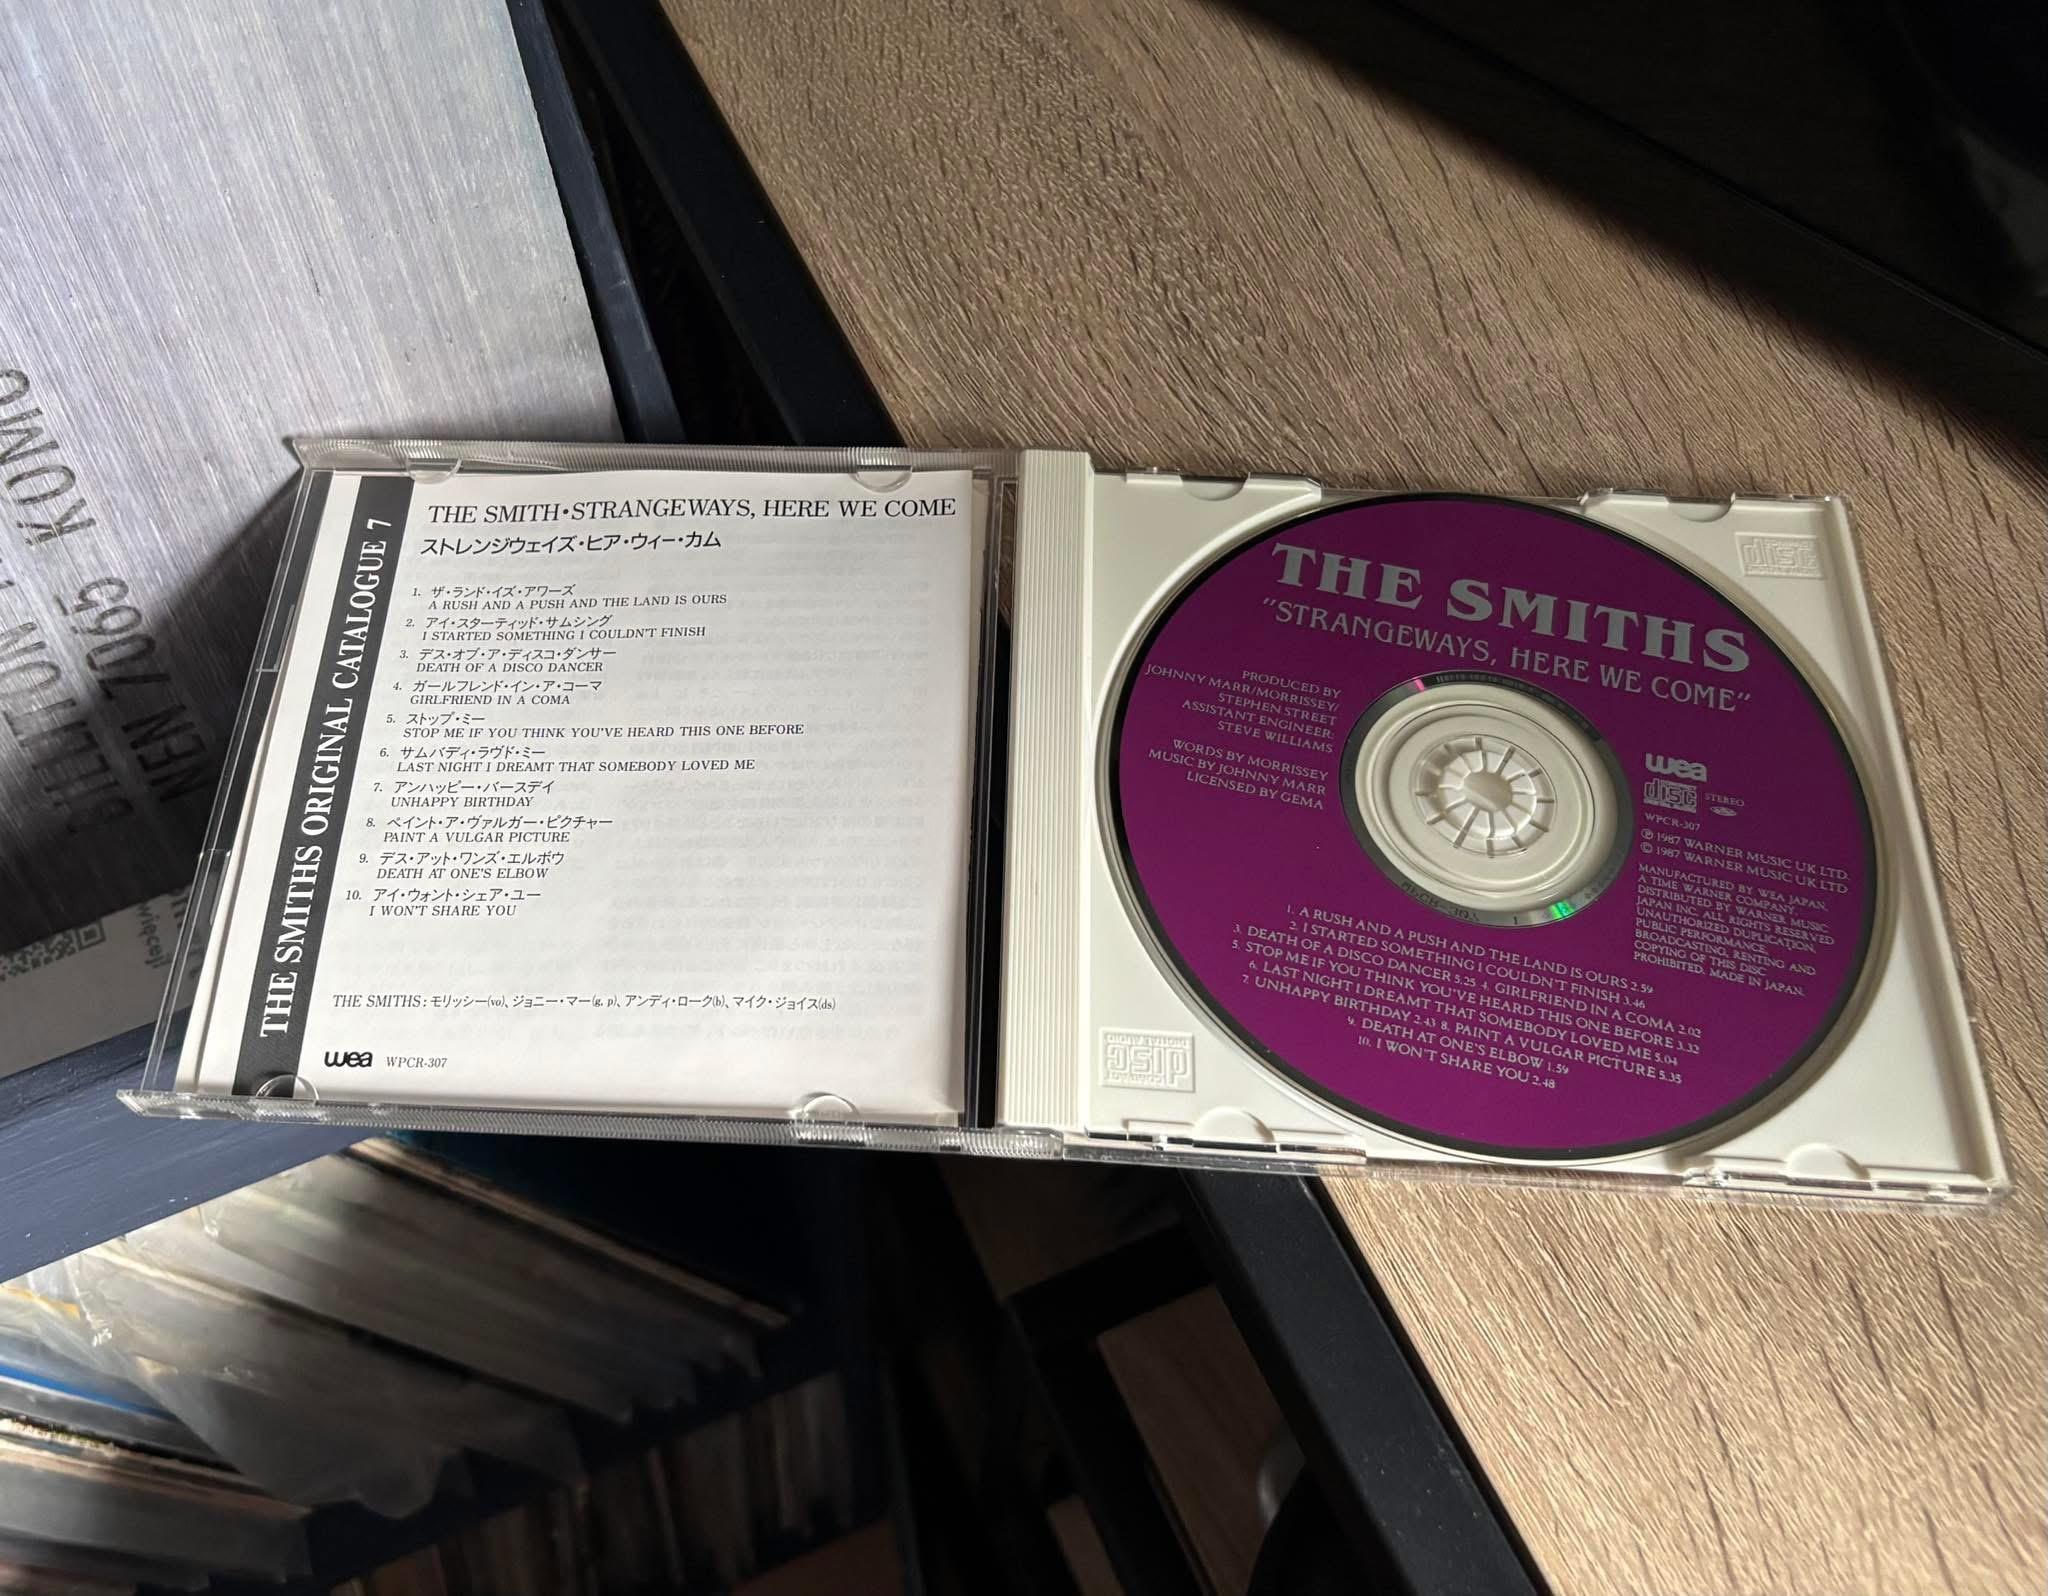 THE SMITHS ORIGINAL CATALOGUE 7
THE SMITH•STRANGEWAYS, HERE WE COME
ストレンジウェイズ・ヒア・ウィー・カム
1. ザ・ランド・イズ・アワーズ
A RUSH AND A PUSH AND THE LAND IS OURS
2. アイ・スターティッド・サムシング
I STARTED SOMETHING I COULDN'T FINISH
3. デス・オブ・ア・ディスコ・ダンサー
DEATH OF A DISCO DANCER
4. ガールフレンド・イン・ア・コーマ
GIRLFRIEND IN A COMA
5. ストップ・ミー
STOP ME IF YOU THINK YOU'VE HEARD THIS ONE BEFORE
6. サムバディ・ラヴド・ミー
LAST NIGHT I DREAMT THAT SOMEBODY LOVED ME
7. アンハッピー・バースデイ
UNHAPPY BIRTHDAY
8. ペイント・ア・ヴァルガー・ピクチャー
PAINT A VULGAR PICTURE
9. デス・アット・ワンズ・エルボウ
DEATH AT ONE'S ELBOW
10. アイ・ウォント・シェア・ユー
I WON'T SHARE YOU
THE SMITHS : モリッシー(vo)、ジョニー・マー(g, p)、アンディ・ローク(b)、マイク・ジョイス(ds)
wea WPCR-307
THE SMITHS
"STRANGEWAYS, HERE WE COME"
PRODUCED BY
JOHNNY MARR/MORRISSEY/
STEPHEN STREET
ASSISTANT ENGINEER:
STEVE WILLIAMS
WORDS BY MORRISSEY
MUSIC BY JOHNNY MARR
LICENSED BY GEMA
wea
disc STEREO
WPCR-307
℗ 1987 WARNER MUSIC UK LTD.
© 1987 WARNER MUSIC UK LTD
MANUFACTURED BY WEA JAPAN,
A TIME WARNER COMPANY,
DISTRIBUTED BY WARNER MUSIC
JAPAN INC. ALL RIGHTS RESERVED
UNAUTHORIZED DUPLICATION,
PUBLIC PERFORMANCE,
BROADCASTING, RENTING AND
COPYING OF THIS DISC
PROHIBITED. MADE IN JAPAN.
1. A RUSH AND A PUSH AND THE LAND IS OURS 2.59
2. I STARTED SOMETHING I COULDN'T FINISH 3.46
3. DEATH OF A DISCO DANCER 5.25 4. GIRLFRIEND IN A COMA 2.02
5. STOP ME IF YOU THINK YOU'VE HEARD THIS ONE BEFORE 3.32
6. LAST NIGHT I DREAMT THAT SOMEBODY LOVED ME 5.04
7. UNHAPPY BIRTHDAY 2.43 8. PAINT A VULGAR PICTURE 5.35
9. DEATH AT ONE'S ELBOW 1.59
10. I WON'T SHARE YOU 2.48
disc
COMPACT
disc
DIGITAL AUDIO
KOMO
NEN 7065
więcej!